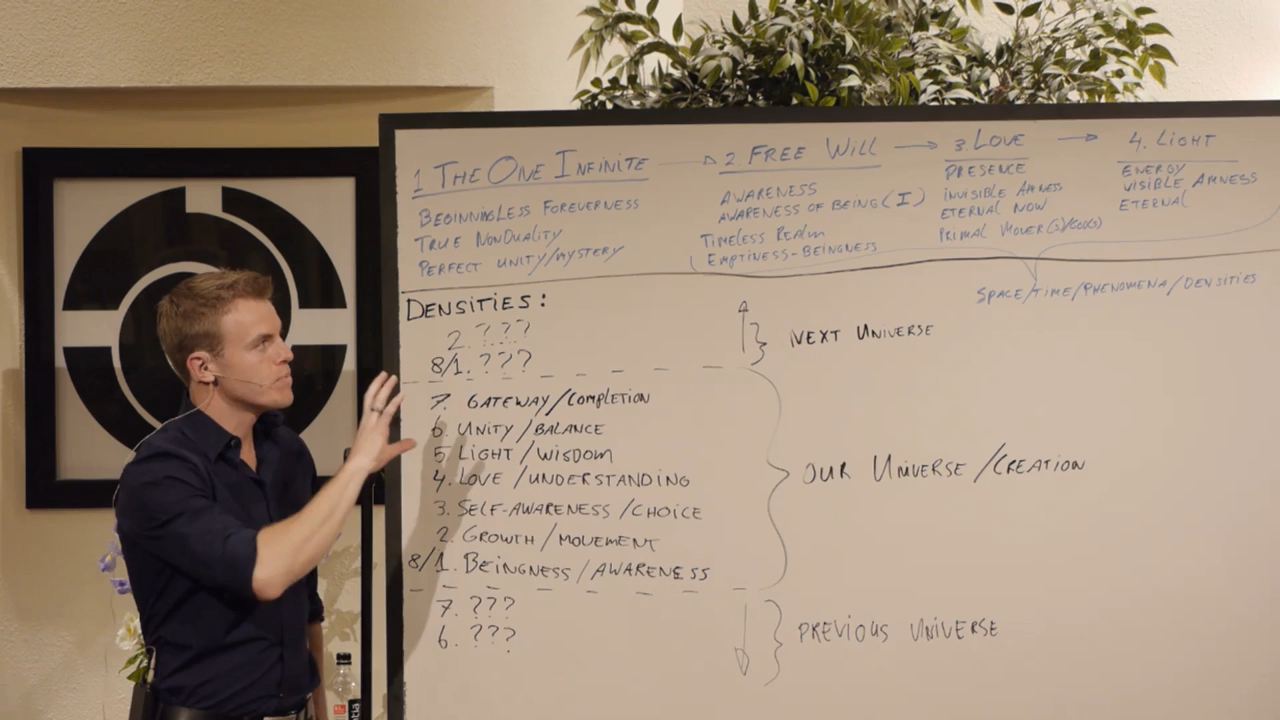 1 THE ONE INFINITE → 2 FREE WILL → 3. LOVE → 4. LIGHT
BEGINNINGLESS FOREVERNESS
TRUE NONDUALITY
PERFECT UNITY/MYSTERY
AWARENESS
AWARENESS OF BEING (I)
TIMELESS REALM
EMPTINESS-BEINGNESS
PRESENCE
INVISIBLE AMNESS
ETERNAL NOW
PRIMAL MOVER(S)/GOD(S)
ENERGY
VISIBLE AMNESS
ETERNAL
SPACE/TIME/PHENOMENA/DENSITIES
DENSITIES:
2. ???
8/1. ???
NEXT UNIVERSE
7. GATEWAY/COMPLETION
6. UNITY/BALANCE
5. LIGHT/WISDOM
4. LOVE/UNDERSTANDING
3. SELF-AWARENESS/CHOICE
2. GROWTH/MOVEMENT
8/1. BEINGNESS/AWARENESS
OUR UNIVERSE/CREATION
7. ???
6. ???
PREVIOUS UNIVERSE